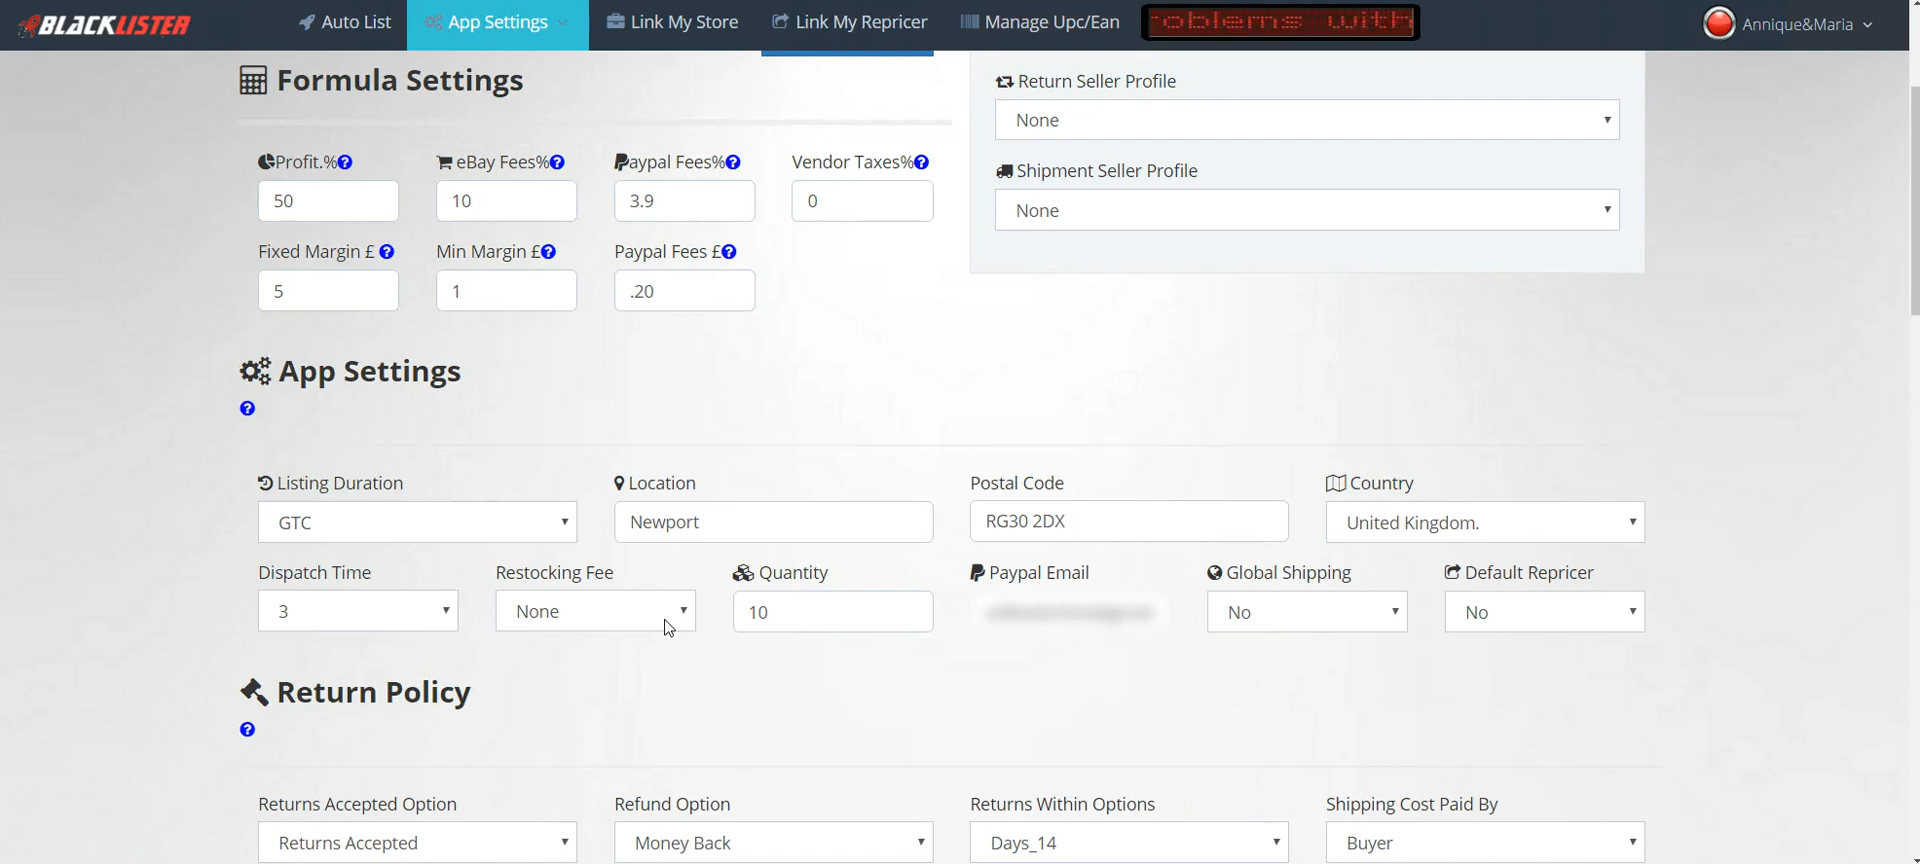 BLACKLISTER
Auto List
App Settings
Link My Store
Link My Repricer
Manage Upc/Ean
roblems with
Annique&Maria
Formula Settings
Return Seller Profile
None
Profit.%
eBay Fees%
Paypal Fees%
Vendor Taxes%
50
10
3.9
0
Shipment Seller Profile
None
Fixed Margin £
Min Margin £
Paypal Fees £
5
1
.20
App Settings
Listing Duration
Location
Postal Code
Country
GTC
Newport
RG30 2DX
United Kingdom.
Dispatch Time
Restocking Fee
Quantity
Paypal Email
Global Shipping
Default Repricer
3
None
10
No
No
Return Policy
Returns Accepted Option
Refund Option
Returns Within Options
Shipping Cost Paid By
Returns Accepted
Money Back
Days_14
Buyer